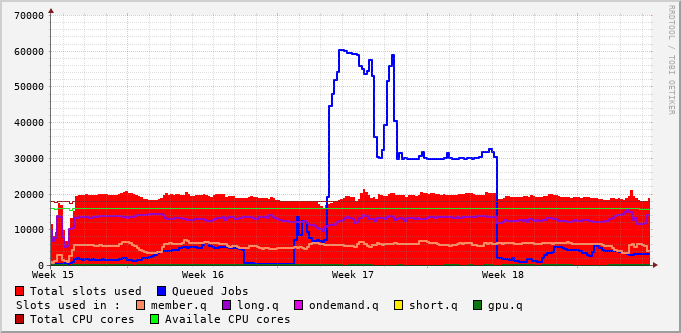 70000
60000
50000
40000
30000
20000
10000
0
Week 15 Week 16 Week 17 Week 18
Total slots used Queued Jobs
Slots used in : member.q long.q ondemand.q short.q gpu.q
Total CPU cores Availale CPU cores
RRDTOOL / TOBI OETIKER